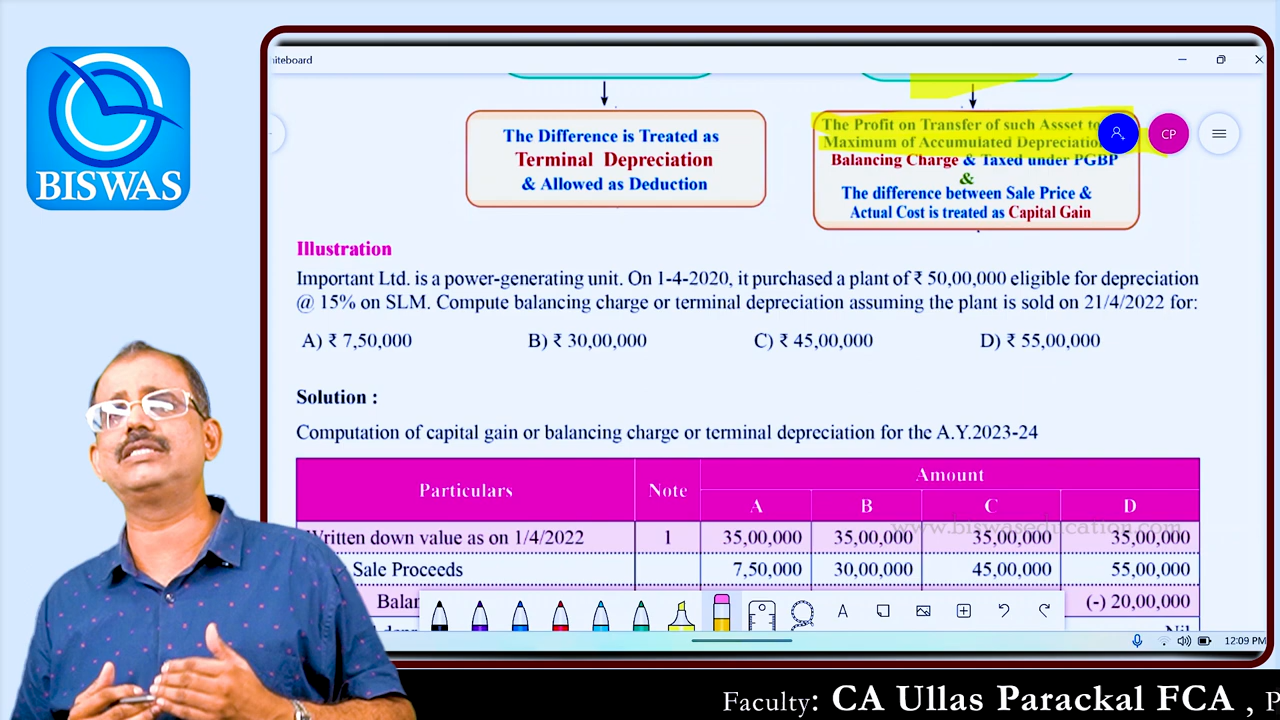 BISWAS
iteboard
The Difference is Treated as
Terminal Depreciation
& Allowed as Deduction
The Profit on Transfer of such Assset to
Maximum of Accumulated Depreciation
Balancing Charge & Taxed under PGBP
&
The difference between Sale Price &
Actual Cost is treated as Capital Gain
CP
Illustration
Important Ltd. is a power-generating unit. On 1-4-2020, it purchased a plant of ₹ 50,00,000 eligible for depreciation
@ 15% on SLM. Compute balancing charge or terminal depreciation assuming the plant is sold on 21/4/2022 for:
A) ₹ 7,50,000 B) ₹ 30,00,000 C) ₹ 45,00,000 D) ₹ 55,00,000
Solution :
Computation of capital gain or balancing charge or terminal depreciation for the A.Y.2023-24
Particulars Note Amount
A B C D
www.biswaseducation.com
Written down value as on 1/4/2022 1 35,00,000 35,00,000 35,00,000 35,00,000
Sale Proceeds 7,50,000 30,00,000 45,00,000 55,00,000
Balan (-) 20,00,000
Nil
A
12:09 PM
Faculty: CA Ullas Parackal FCA , P